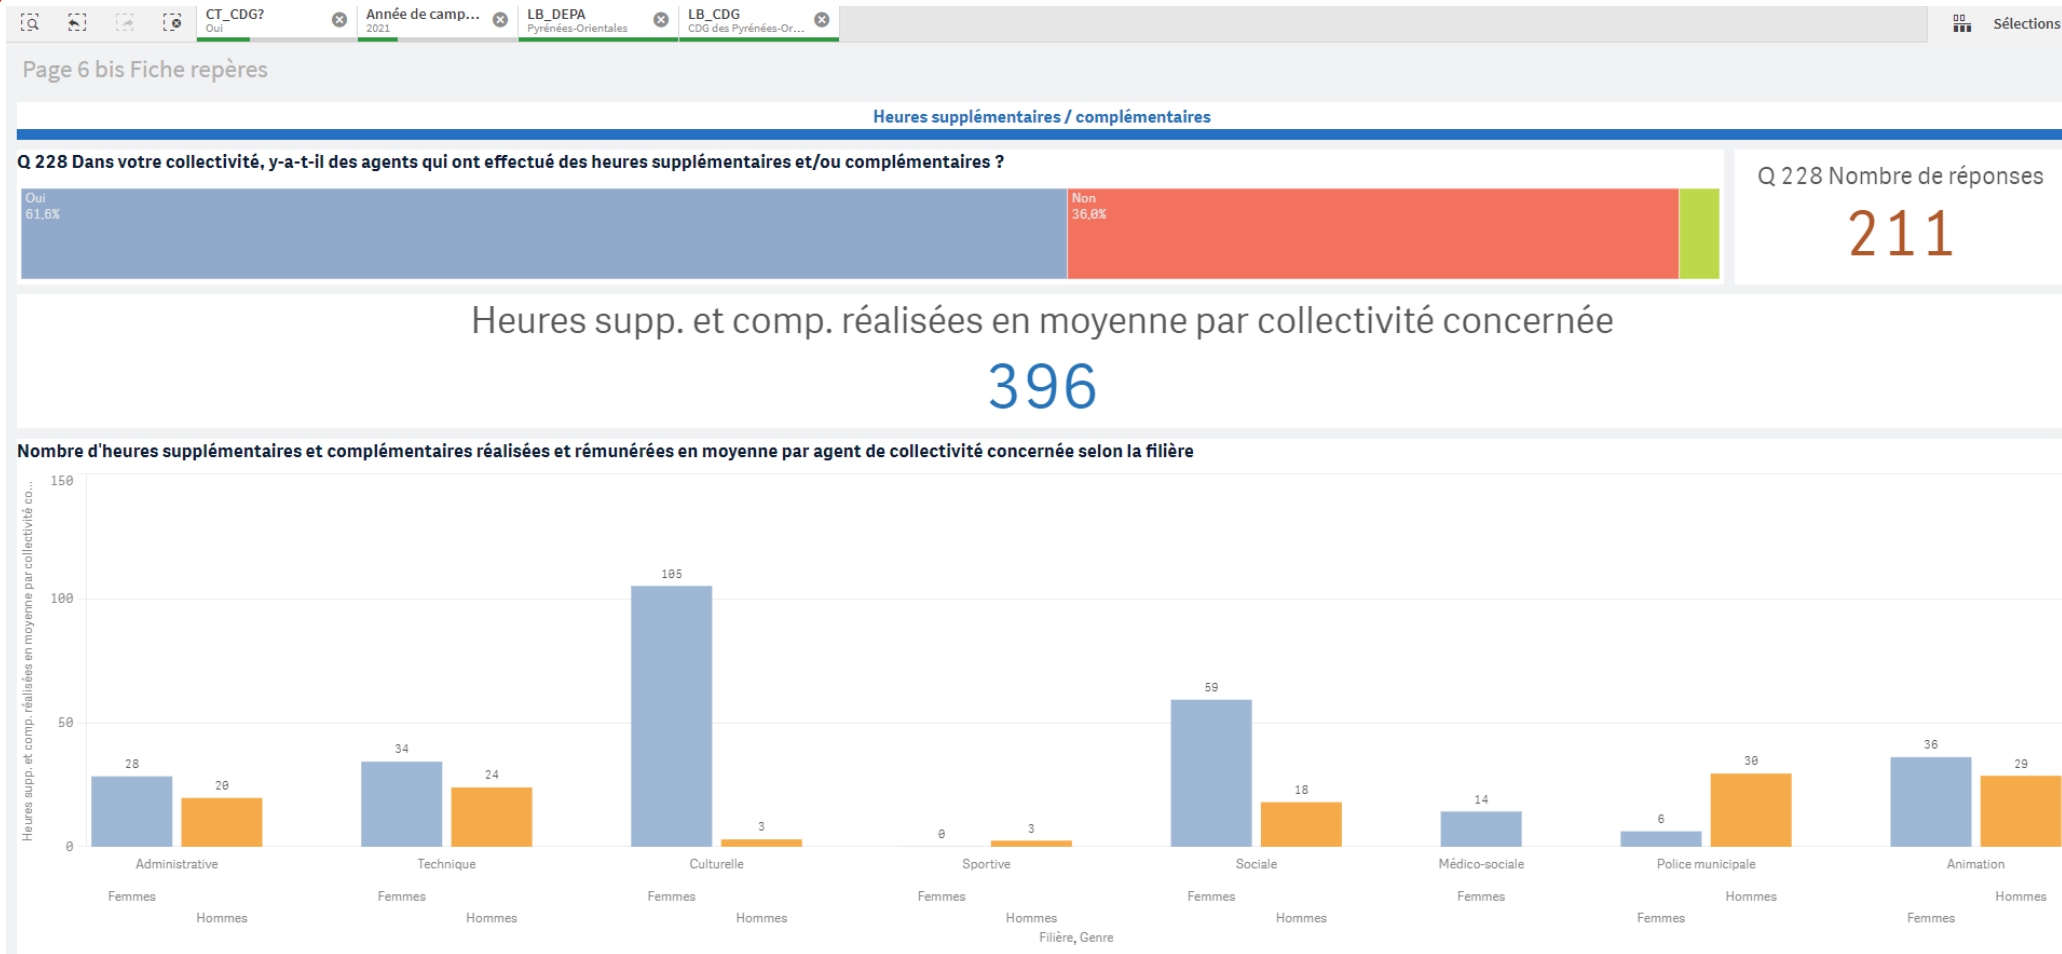 CT_CDG?
Oui
Année de camp...
2021
LB_DEPA
Pyrénées-Orientales
LB_CDG
CDG des Pyrénées-Or...
Sélections
Page 6 bis Fiche repères
Heures supplémentaires / complémentaires
Q 228 Dans votre collectivité, y-a-t-il des agents qui ont effectué des heures supplémentaires et/ou complémentaires ?
Oui
61,6%
Non
36,0%
Q 228 Nombre de réponses
211
Heures supp. et comp. réalisées en moyenne par collectivité concernée
396
Nombre d'heures supplémentaires et complémentaires réalisées et rémunérées en moyenne par agent de collectivité concernée selon la filière
Heures supp. et comp. réalisées en moyenne par collectivité co...
150
100
50
0
28
20
34
24
105
3
0
3
59
18
14
6
30
36
29
Administrative
Technique
Culturelle
Sportive
Sociale
Médico-sociale
Police municipale
Animation
Femmes
Femmes
Femmes
Femmes
Femmes
Femmes
Hommes
Hommes
Hommes
Hommes
Hommes
Hommes
Hommes
Femmes
Femmes
Filière, Genre